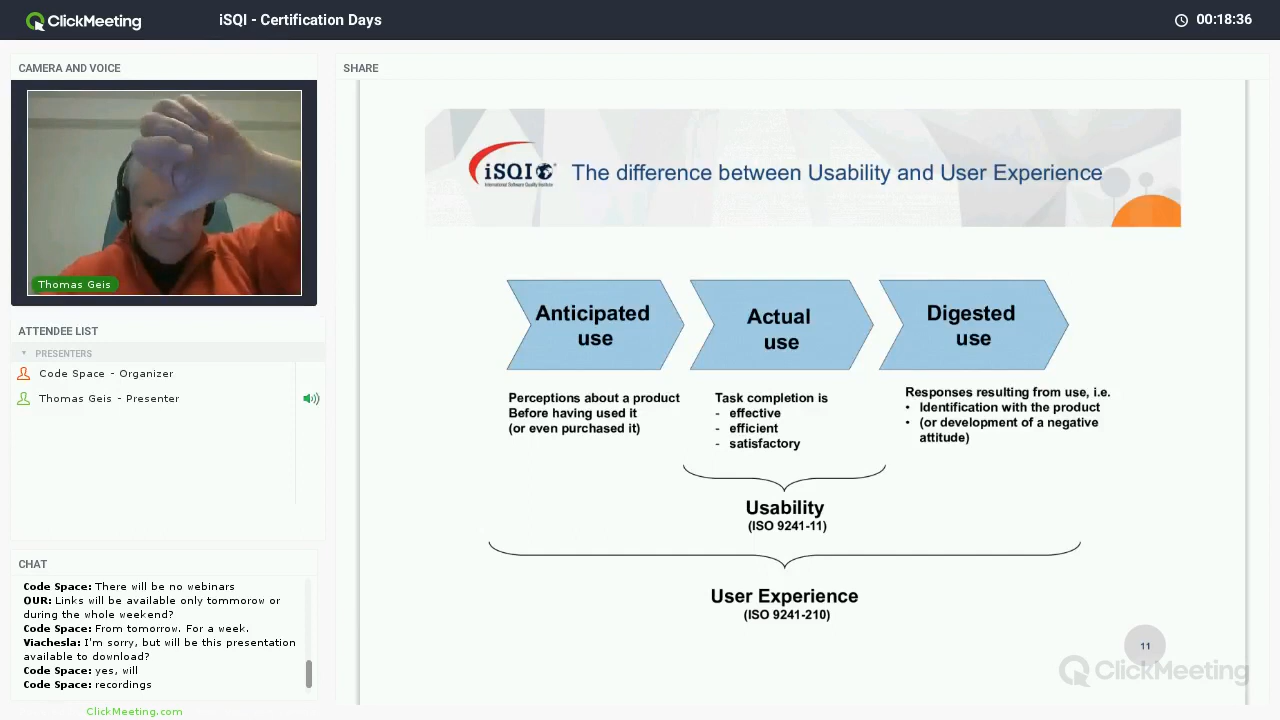 ClickMeeting
iSQI - Certification Days
00:18:36
CAMERA AND VOICE
Thomas Geis
ATTENDEE LIST
PRESENTERS
Code Space - Organizer
Thomas Geis - Presenter
CHAT
Code Space: There will be no webinars
OUR: Links will be available only tommorow or
during the whole weekend?
Code Space: From tomorrow. For a week.
Viachesla: I'm sorry, but will be this presentation
available to download?
Code Space: yes, will
Code Space: recordings
ClickMeeting.com
SHARE
iSQI
International Software Quality Institute
The difference between Usability and User Experience
Anticipated
use
Actual
use
Digested
use
Perceptions about a product
Before having used it
(or even purchased it)
Task completion is
- effective
- efficient
- satisfactory
Responses resulting from use, i.e.
• Identification with the product
• (or development of a negative
attitude)
Usability
(ISO 9241-11)
User Experience
(ISO 9241-210)
11
ClickMeeting